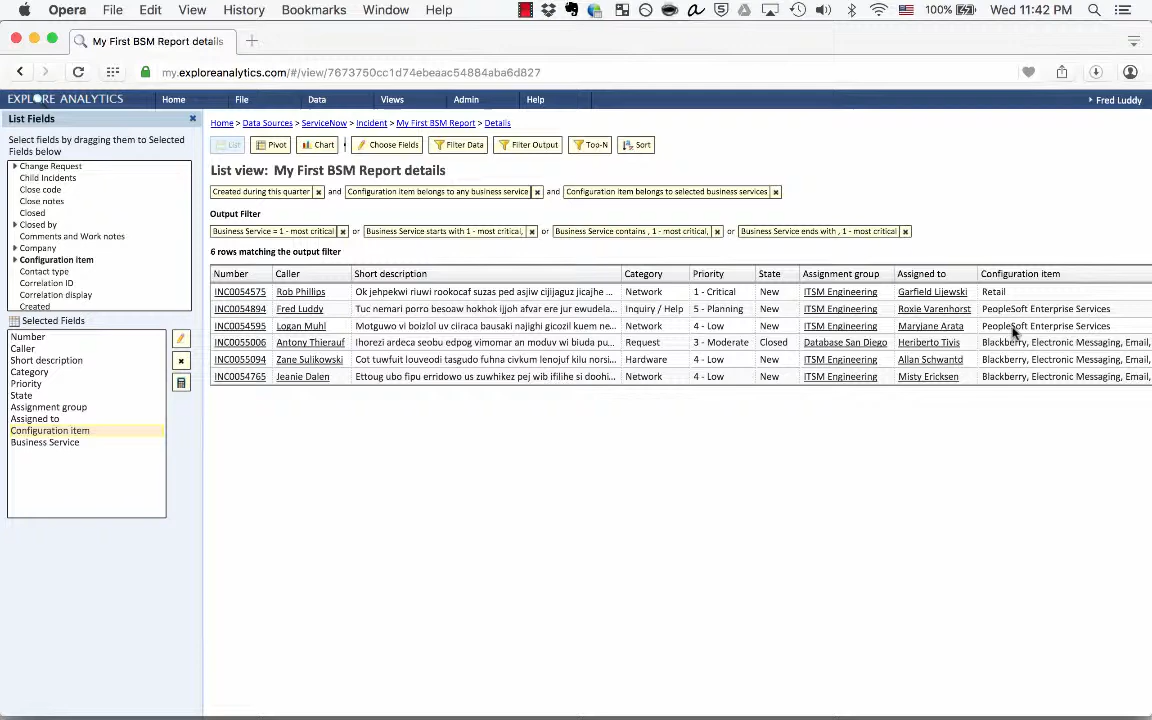 Opera File Edit View History Bookmarks Window Help 100% Wed 11:42 PM
My First BSM Report details
my.exploreanalytics.com/#/view/7673750cc1d74ebeaac54884aba6d827
EXPLORE ANALYTICS Home File Data Views Admin Help Fred Luddy
List Fields
Select fields by dragging them to Selected
Fields below
Change Request
Child Incidents
Close code
Close notes
Closed
Closed by
Comments and Work notes
Company
Configuration item
Contact type
Correlation ID
Correlation display
Created
Selected Fields
Number
Caller
Short description
Category
Priority
State
Assignment group
Assigned to
Configuration item
Business Service
Home > Data Sources > ServiceNow > Incident > My First BSM Report > Details
List Pivot Chart Choose Fields Filter Data Filter Output Top-N Sort
List view: My First BSM Report details
Created during this quarter and Configuration item belongs to any business service and Configuration item belongs to selected business services
Output Filter
Business Service = 1 - most critical or Business Service starts with 1 - most critical, or Business Service contains , 1 - most critical, or Business Service ends with , 1 - most critical
6 rows matching the output filter
Number Caller Short description Category Priority State Assignment group Assigned to Configuration item
INC0054575 Rob Phillips Ok jehpekwi riuwi rookocaf suzas ped asjiw cijijaguz jicajhe ... Network 1 - Critical New ITSM Engineering Garfield Lijewski Retail
INC0054894 Fred Luddy Tuc nemari porro besoaw hokhok ijjoh afvar ere jur ewudela... Inquiry / Help 5 - Planning New ITSM Engineering Roxie Varenhorst PeopleSoft Enterprise Services
INC0054595 Logan Muhl Motguwo vi boizlol uv ciiraca bausaki najighi gicozil kuem ne... Network 4 - Low New ITSM Engineering Maryjane Arata PeopleSoft Enterprise Services
INC0055006 Antony Thierauf Ihorezi ardeca seobu edpog vimomar an moduv wi biuda pu... Request 3 - Moderate Closed Database San Diego Heriberto Tivis Blackberry, Electronic Messaging, Email,
INC0055094 Zane Sulikowski Cot tuwfuit louveodi tasgudo fuhna civkum lenojuf kilu norsi... Hardware 4 - Low New ITSM Engineering Allan Schwantd Blackberry, Electronic Messaging, Email,
INC0054765 Jeanie Dalen Ettoug ubo fipu erridowo us zuwhikez pej wib ifilihe si doohi... Network 4 - Low New ITSM Engineering Misty Ericksen Blackberry, Electronic Messaging, Email,